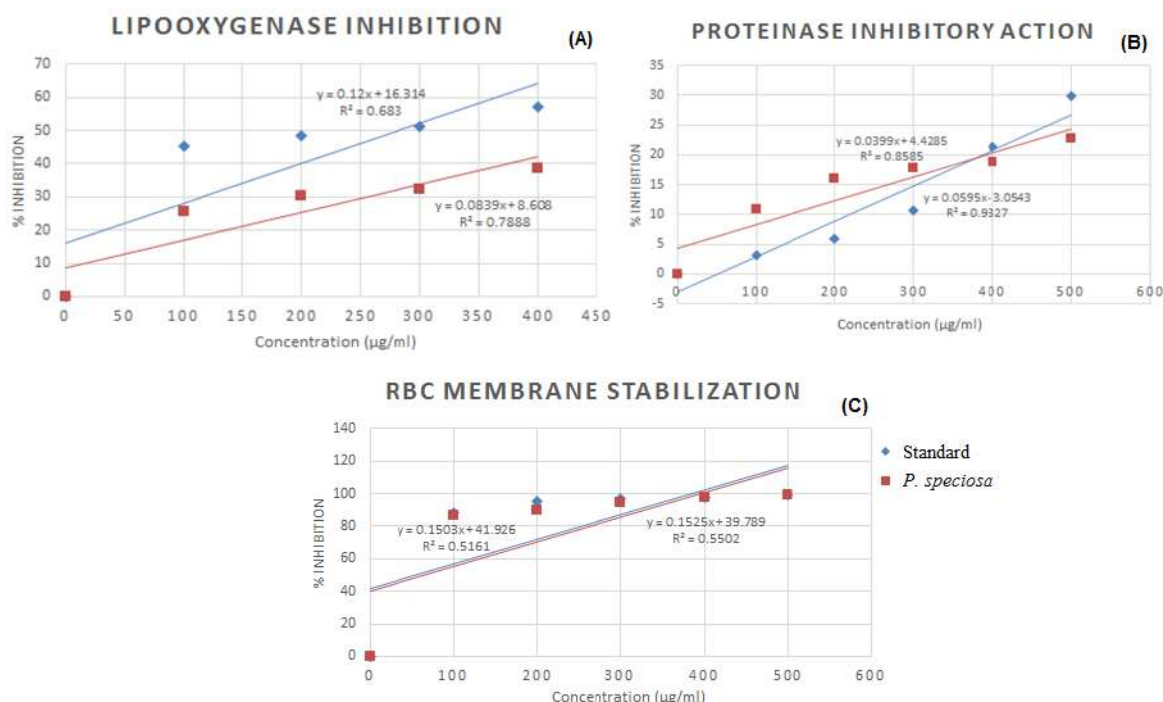 LIPOOXYGENASE INHIBITION
(A)
70
60
50
40
30
20
10
0
% INHIBITION
y = 0.12x + 16.314
R² = 0.683
y = 0.0839x + 8.608
R² = 0.7888
0 50 100 150 200 250 300 350 400 450
Concentration (µg/ml)
PROTEINASE INHIBITORY ACTION
(B)
35
30
25
20
15
10
5
0
-5
% INHIBITION
y = 0.0399x + 4.4285
R² = 0.8585
y = 0.0595x - 3.0543
R² = 0.9327
0 100 200 300 400 500 600
Concentration (µg/ml)
RBC MEMBRANE STABILIZATION
(C)
140
120
100
80
60
40
20
0
% INHIBITION
y = 0.1503x + 41.926
R² = 0.5161
y = 0.1525x + 39.789
R² = 0.5502
0 100 200 300 400 500 600
Concentration (µg/ml)
Standard
P. speciosa